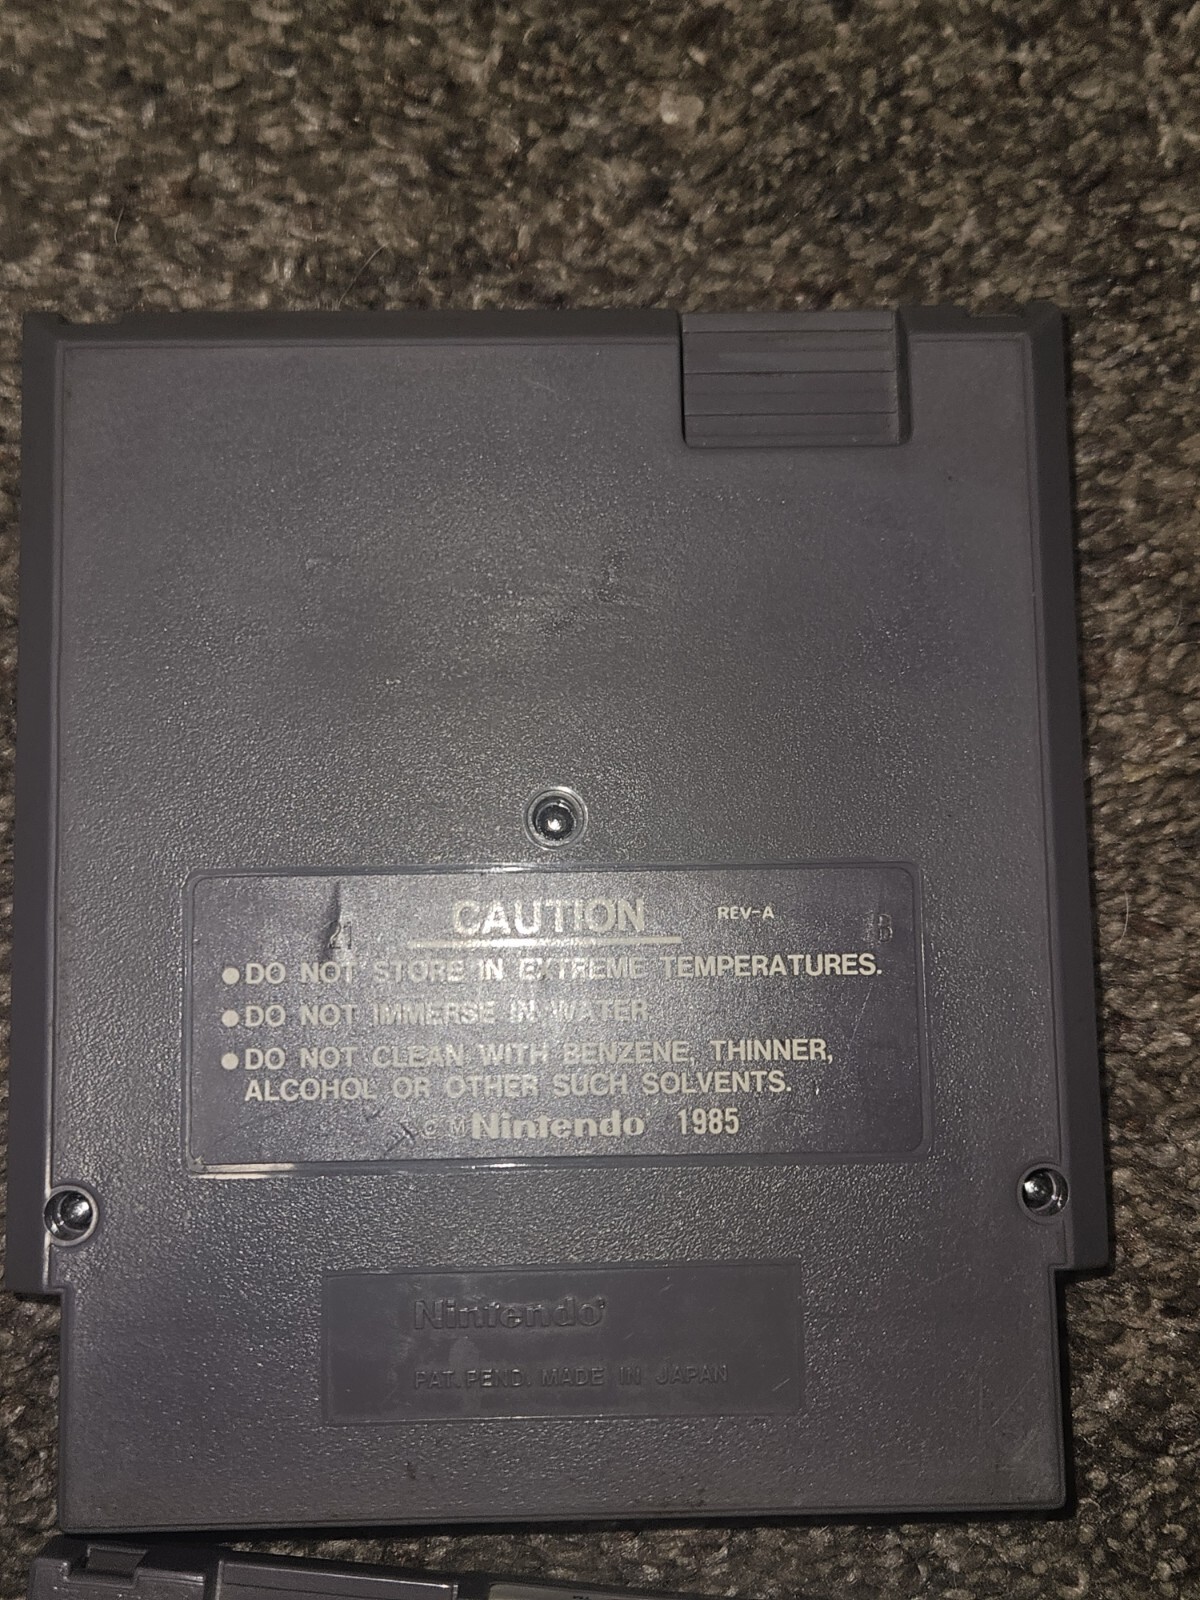 CAUTION REV-A
21 B
●DO NOT STORE IN EXTREME TEMPERATURES.
●DO NOT IMMERSE IN WATER
●DO NOT CLEAN WITH BENZENE, THINNER,
ALCOHOL OR OTHER SUCH SOLVENTS.
Nintendo 1985
Nintendo®
PAT. PEND. MADE IN JAPAN